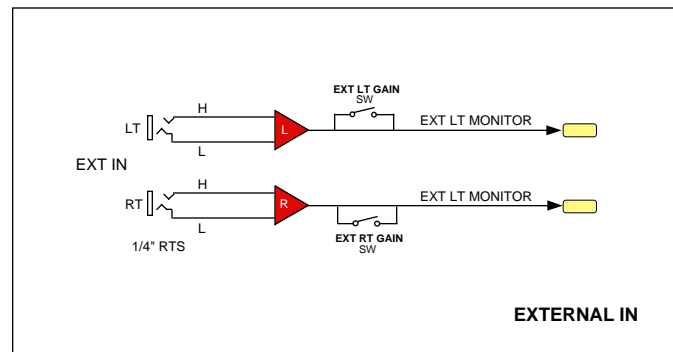 EXT LT GAIN
SW
H
LT
L
EXT LT MONITOR
L
EXT IN
H
RT
R
EXT LT MONITOR
L
EXT RT GAIN
SW
1/4" RTS
EXTERNAL IN